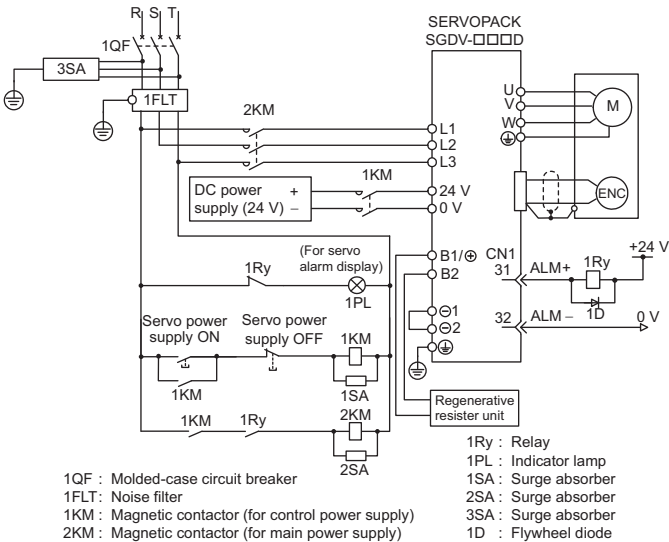 R S T
SERVOPACK
SGDV-□□□D
1QF
3SA
1FLT
2KM
U
V
W
M
L1
L2
L3
1KM
DC power
supply (24 V)
+
−
24 V
0 V
ENC
(For servo
alarm display)
1Ry
1PL
B1/⊕
B2
CN1
31
ALM+
1Ry
+24 V
1D
⊖1
⊖2
32
ALM −
0 V
Servo power
supply ON
Servo power
supply OFF
1KM
1KM
1SA
1KM
1Ry
2KM
2SA
Regenerative
resister unit
1QF : Molded-case circuit breaker
1FLT: Noise filter
1KM : Magnetic contactor (for control power supply)
2KM : Magnetic contactor (for main power supply)
1Ry : Relay
1PL : Indicator lamp
1SA : Surge absorber
2SA : Surge absorber
3SA : Surge absorber
1D : Flywheel diode